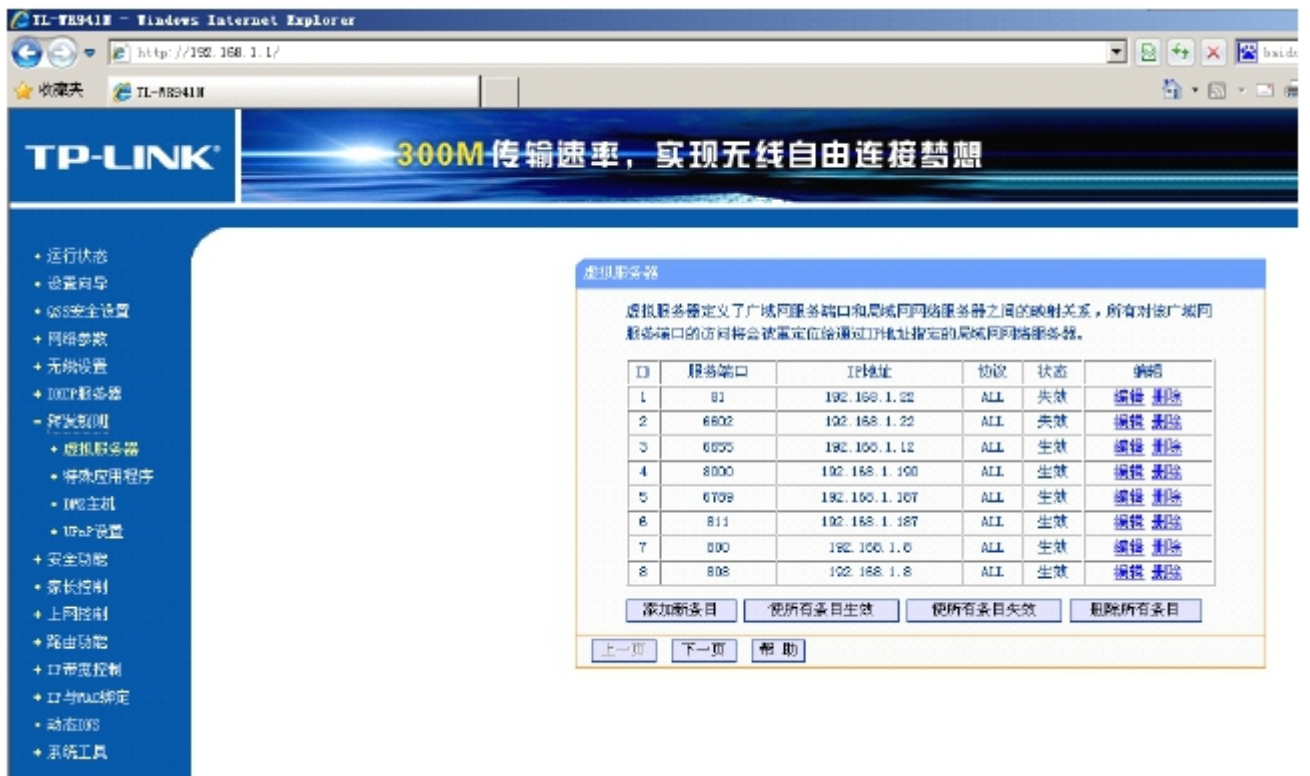 TL-WR941N - Windows Internet Explorer
http://192.168.1.1/
收藏夹 TL-WR941N
TP-LINK®
300M传输速率，实现无线自由连接梦想
运行状态
设置向导
QSS安全设置
网络参数
无线设置
DHCP服务器
转发规则
虚拟服务器
特殊应用程序
DMZ主机
UPnP设置
安全功能
家长控制
上网控制
路由功能
IP带宽控制
IP与MAC绑定
动态DNS
系统工具
虚拟服务器
虚拟服务器定义了广域网服务端口和局域网网络服务器之间的映射关系，所有对该广域网
服务端口的访问将会被重定位给通过IP地址指定的局域网网络服务器。
ID 服务端口 IP地址 协议 状态 编辑
1 81 192.168.1.22 ALL 失效 编辑 删除
2 6602 192.168.1.22 ALL 失效 编辑 删除
3 192.168.1.12 ALL 生效 编辑 删除
4 8000 192.168.1.190 ALL 生效 编辑 删除
5 192.168.1.187 ALL 生效 编辑 删除
6 811 192.168.1.187 ALL 生效 编辑 删除
7 192.168.1.8 ALL 生效 编辑 删除
8 808 192.168.1.8 ALL 生效 编辑 删除
添加新条目 使所有条目生效 使所有条目失效 删除所有条目
上一页 下一页 帮 助